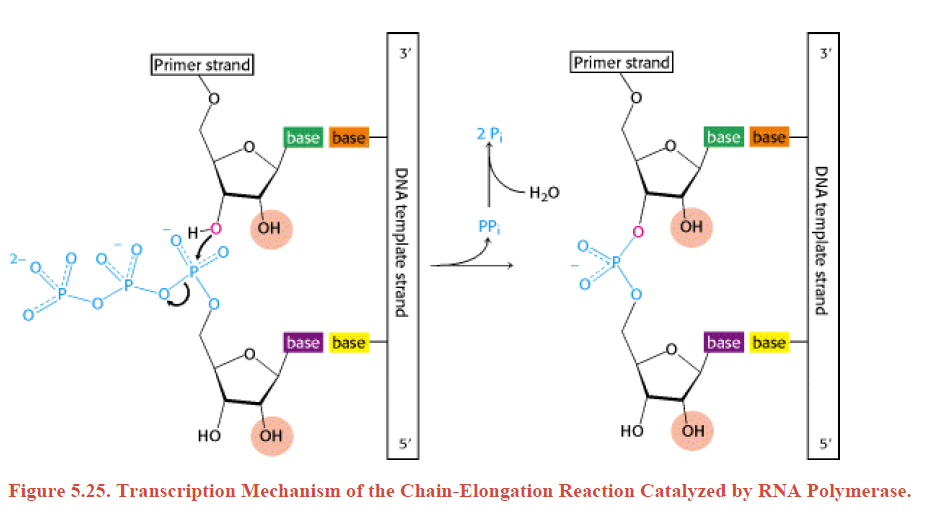 Primer strand
3'
O
O
base base
H-O
OH
2-
O
O
O
-
O
-
O
O
P
P
P
O
O
O
O
DNA template strand
O
base base
HO
OH
5'
2 Pi
H₂O
PPi
Primer strand
3'
O
O
base base
O
OH
O
P
-
O
O
DNA template strand
O
base base
HO
OH
5'
Figure 5.25. Transcription Mechanism of the Chain-Elongation Reaction Catalyzed by RNA Polymerase.